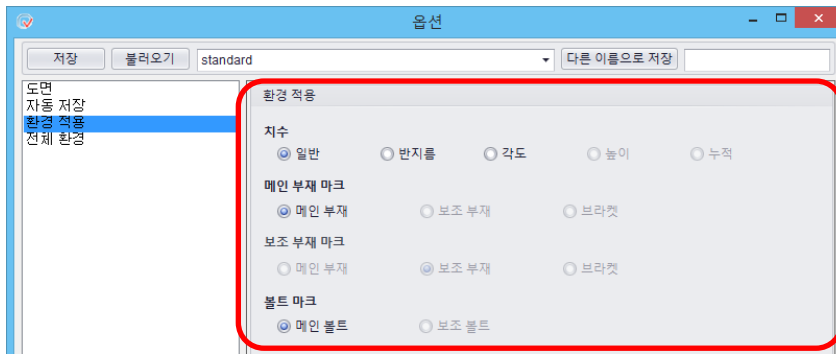 옵션
저장 불러오기 standard 다른 이름으로 저장
도면
자동 저장
환경 적용
전체 환경
환경 적용
치수
일반 반지름 각도 높이 누적
메인 부재 마크
메인 부재 보조 부재 브라켓
보조 부재 마크
메인 부재 보조 부재 브라켓
볼트 마크
메인 볼트 보조 볼트